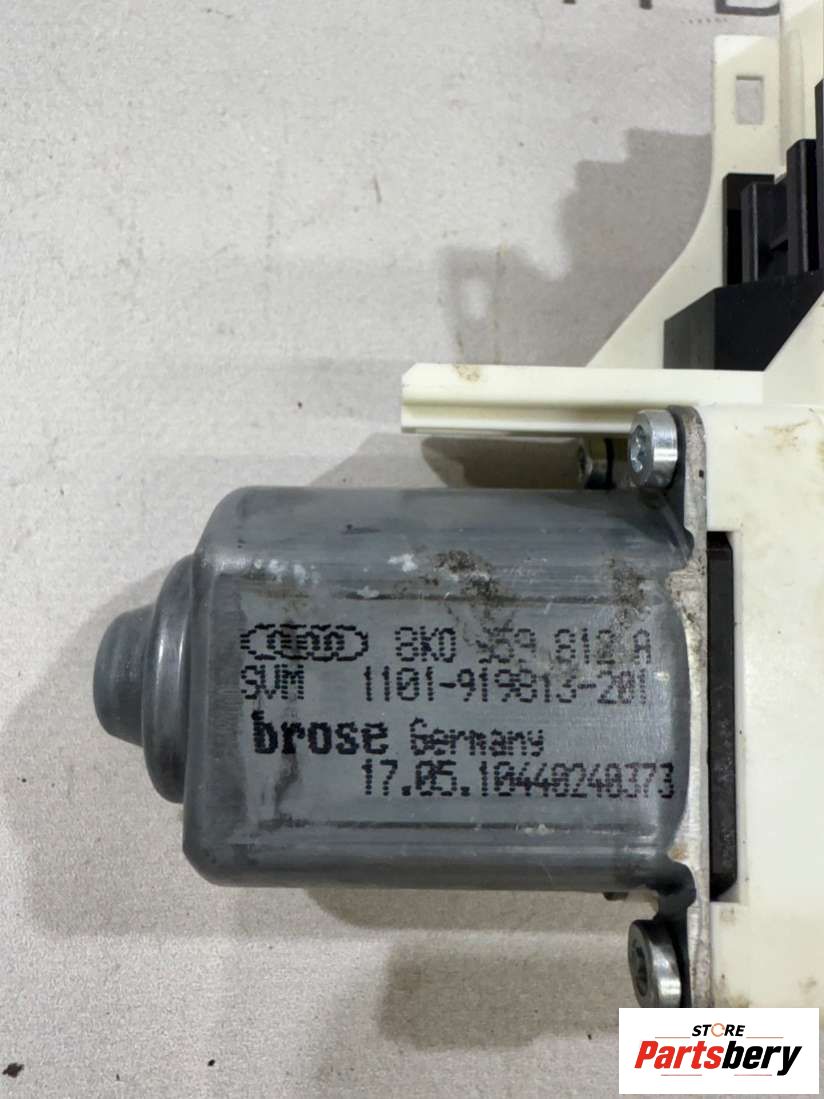 8K0 959 812 A
SVM 1101-919813-201
brose Germany
17.05.10440240373
STORE
Partsbery